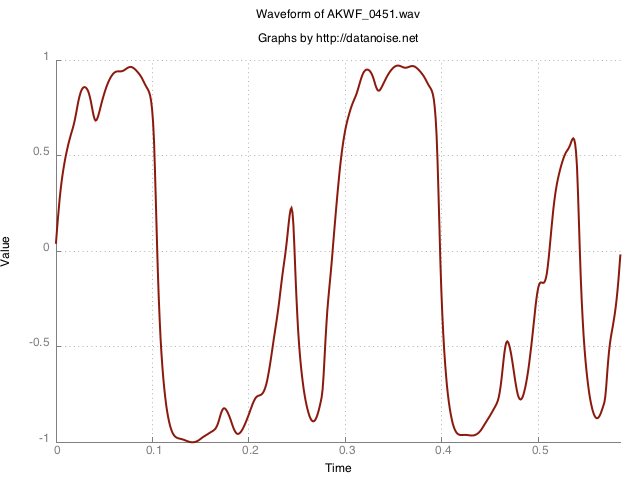 Waveform of AKWF_0451.wav
Graphs by http://datanoise.net
1
0.5
0
-0.5
-1
Value
0 0.1 0.2 0.3 0.4 0.5
Time